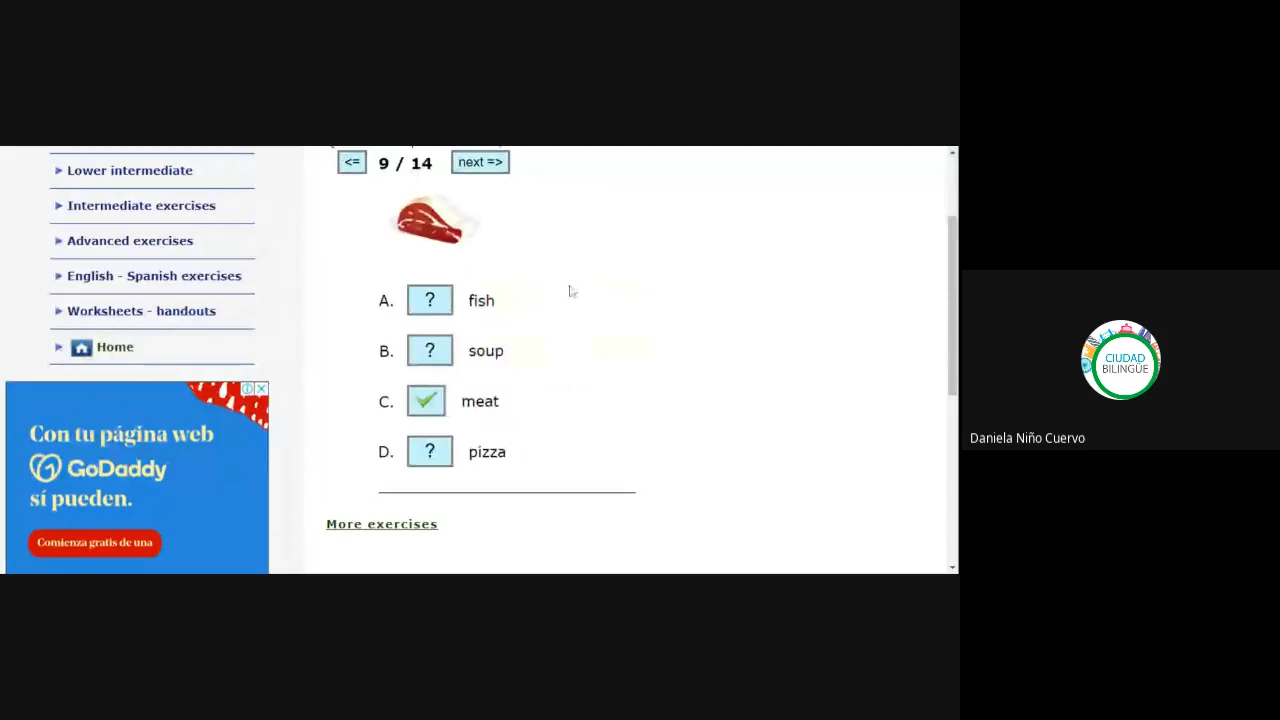 <= 9 / 14 next =>
Lower intermediate
Intermediate exercises
Advanced exercises
English - Spanish exercises
Worksheets - handouts
Home
A. ? fish
B. ? soup
C. meat
D. ? pizza
More exercises
Con tu página web
GoDaddy
sí pueden.
Comienza gratis de una
CIUDAD
BILINGÜE
Daniela Niño Cuervo